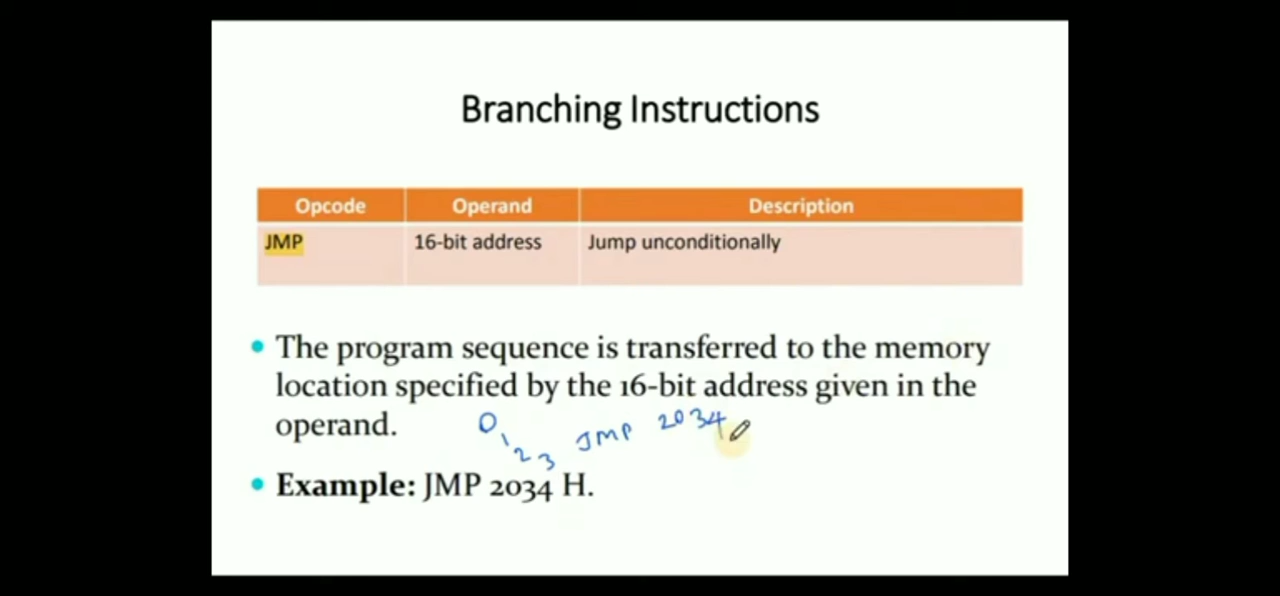 Branching Instructions
Opcode Operand Description
JMP 16-bit address Jump unconditionally
• The program sequence is transferred to the memory
location specified by the 16-bit address given in the
operand.
0 1 2 3 JMP 2034
• Example: JMP 2034 H.